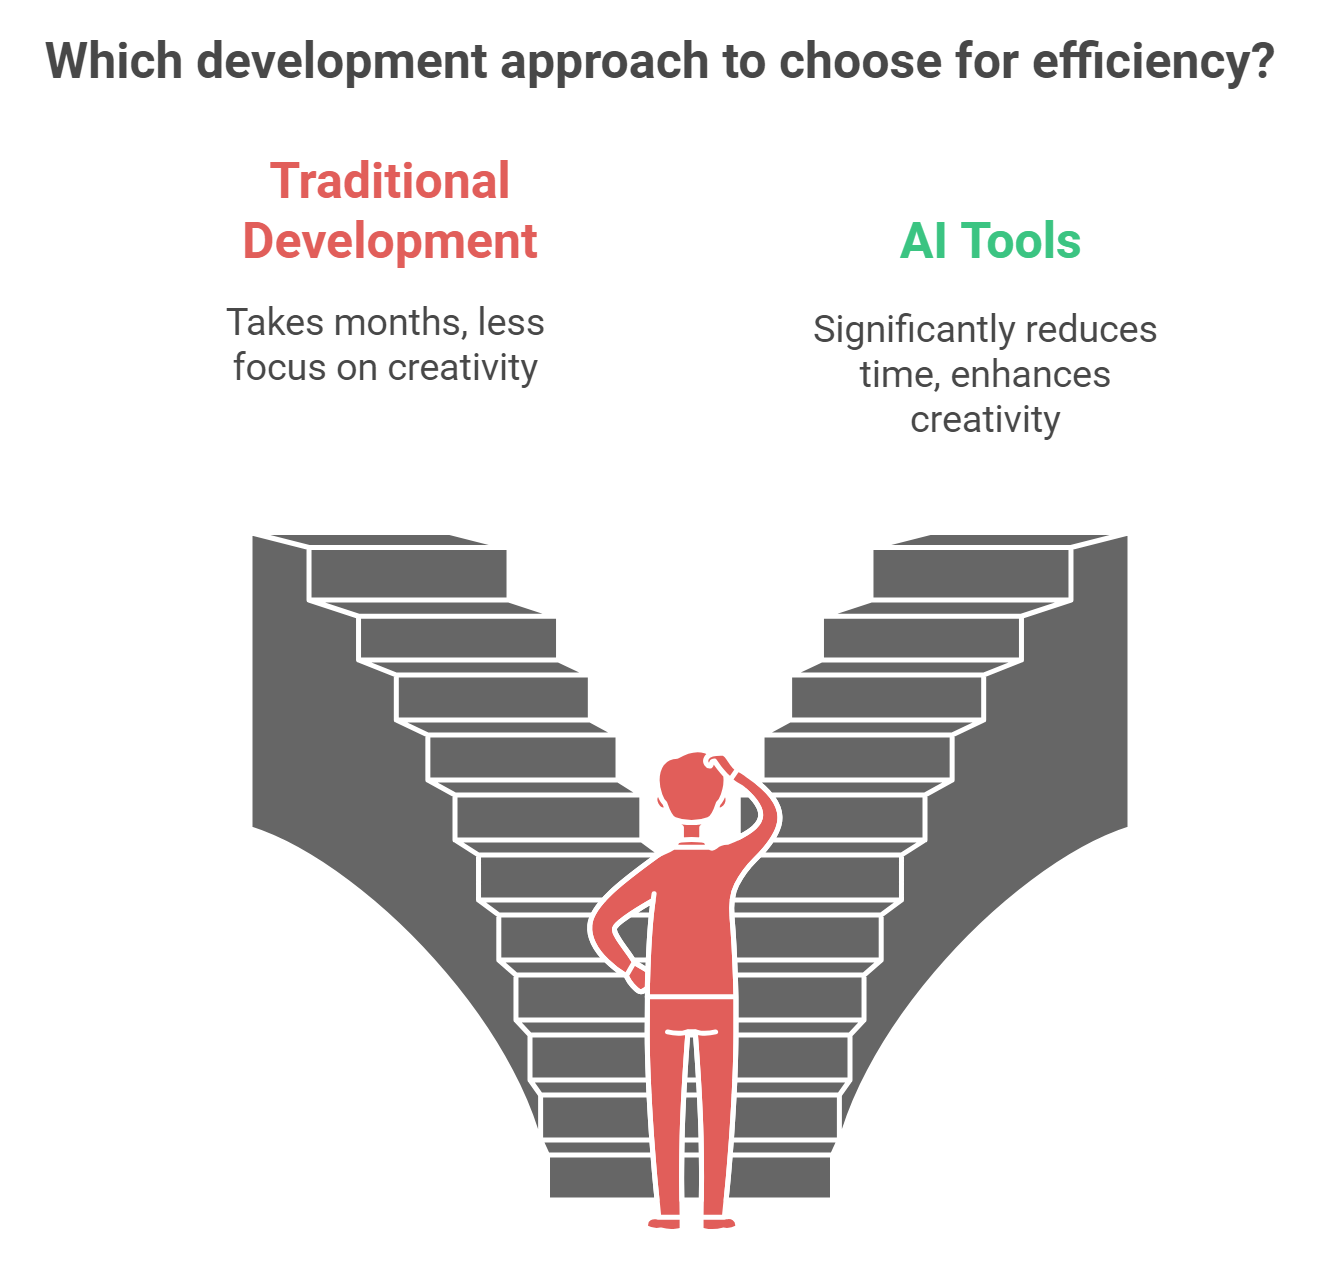 Which development approach to choose for efficiency?
Traditional
Development
Takes months, less
focus on creativity
AI Tools
Significantly reduces
time, enhances
creativity